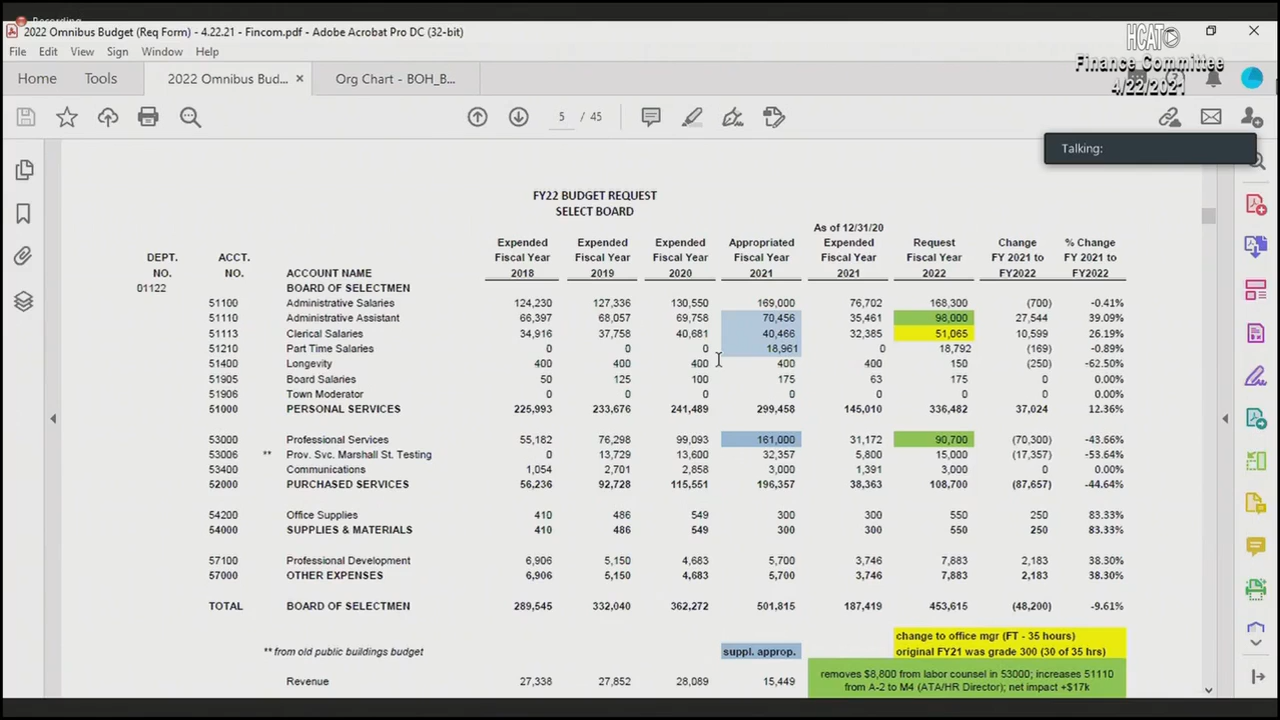 Recording
2022 Omnibus Budget (Req Form) - 4.22.21 - Fincom.pdf - Adobe Acrobat Pro DC (32-bit)
HCAT
File Edit View Sign Window Help
Finance Committee
4/22/2021
Home Tools 2022 Omnibus Bud... × Org Chart - BOH_B...
5 / 45
Talking:
FY22 BUDGET REQUEST
SELECT BOARD
As of 12/31/20
Expended Expended Expended Appropriated Expended Request Change % Change
DEPT. ACCT. Fiscal Year Fiscal Year Fiscal Year Fiscal Year Fiscal Year Fiscal Year FY 2021 to FY 2021 to
NO. NO. ACCOUNT NAME 2018 2019 2020 2021 2021 2022 FY2022 FY2022
01122 BOARD OF SELECTMEN
51100 Administrative Salaries 124,230 127,336 130,550 169,000 76,702 168,300 (700) -0.41%
51110 Administrative Assistant 66,397 68,057 69,758 70,456 35,461 98,000 27,544 39.09%
51113 Clerical Salaries 34,916 37,758 40,681 40,466 32,385 51,065 10,599 26.19%
51210 Part Time Salaries 0 0 0 18,961 0 18,792 (169) -0.89%
51400 Longevity 400 400 400 400 400 150 (250) -62.50%
51905 Board Salaries 50 125 100 175 63 175 0 0.00%
51906 Town Moderator 0 0 0 0 0 0 0 0.00%
51000 PERSONAL SERVICES 225,993 233,676 241,489 299,458 145,010 336,482 37,024 12.36%
53000 Professional Services 55,182 76,298 99,093 161,000 31,172 90,700 (70,300) -43.66%
53006 ** Prov. Svc. Marshall St. Testing 0 13,729 13,600 32,357 5,800 15,000 (17,357) -53.64%
53400 Communications 1,054 2,701 2,858 3,000 1,391 3,000 0 0.00%
52000 PURCHASED SERVICES 56,236 92,728 115,551 196,357 38,363 108,700 (87,657) -44.64%
54200 Office Supplies 410 486 549 300 300 550 250 83.33%
54000 SUPPLIES & MATERIALS 410 486 549 300 300 550 250 83.33%
57100 Professional Development 6,906 5,150 4,683 5,700 3,746 7,883 2,183 38.30%
57000 OTHER EXPENSES 6,906 5,150 4,683 5,700 3,746 7,883 2,183 38.30%
TOTAL BOARD OF SELECTMEN 289,545 332,040 362,272 501,815 187,419 453,615 (48,200) -9.61%
change to office mgr (FT - 35 hours)
** from old public buildings budget suppl. approp. original FY21 was grade 300 (30 of 35 hrs)
removes $8,800 from labor counsel in 53000; increases 51110
from A-2 to M4 (ATA/HR Director); net impact +$17k
Revenue 27,338 27,852 28,089 15,449